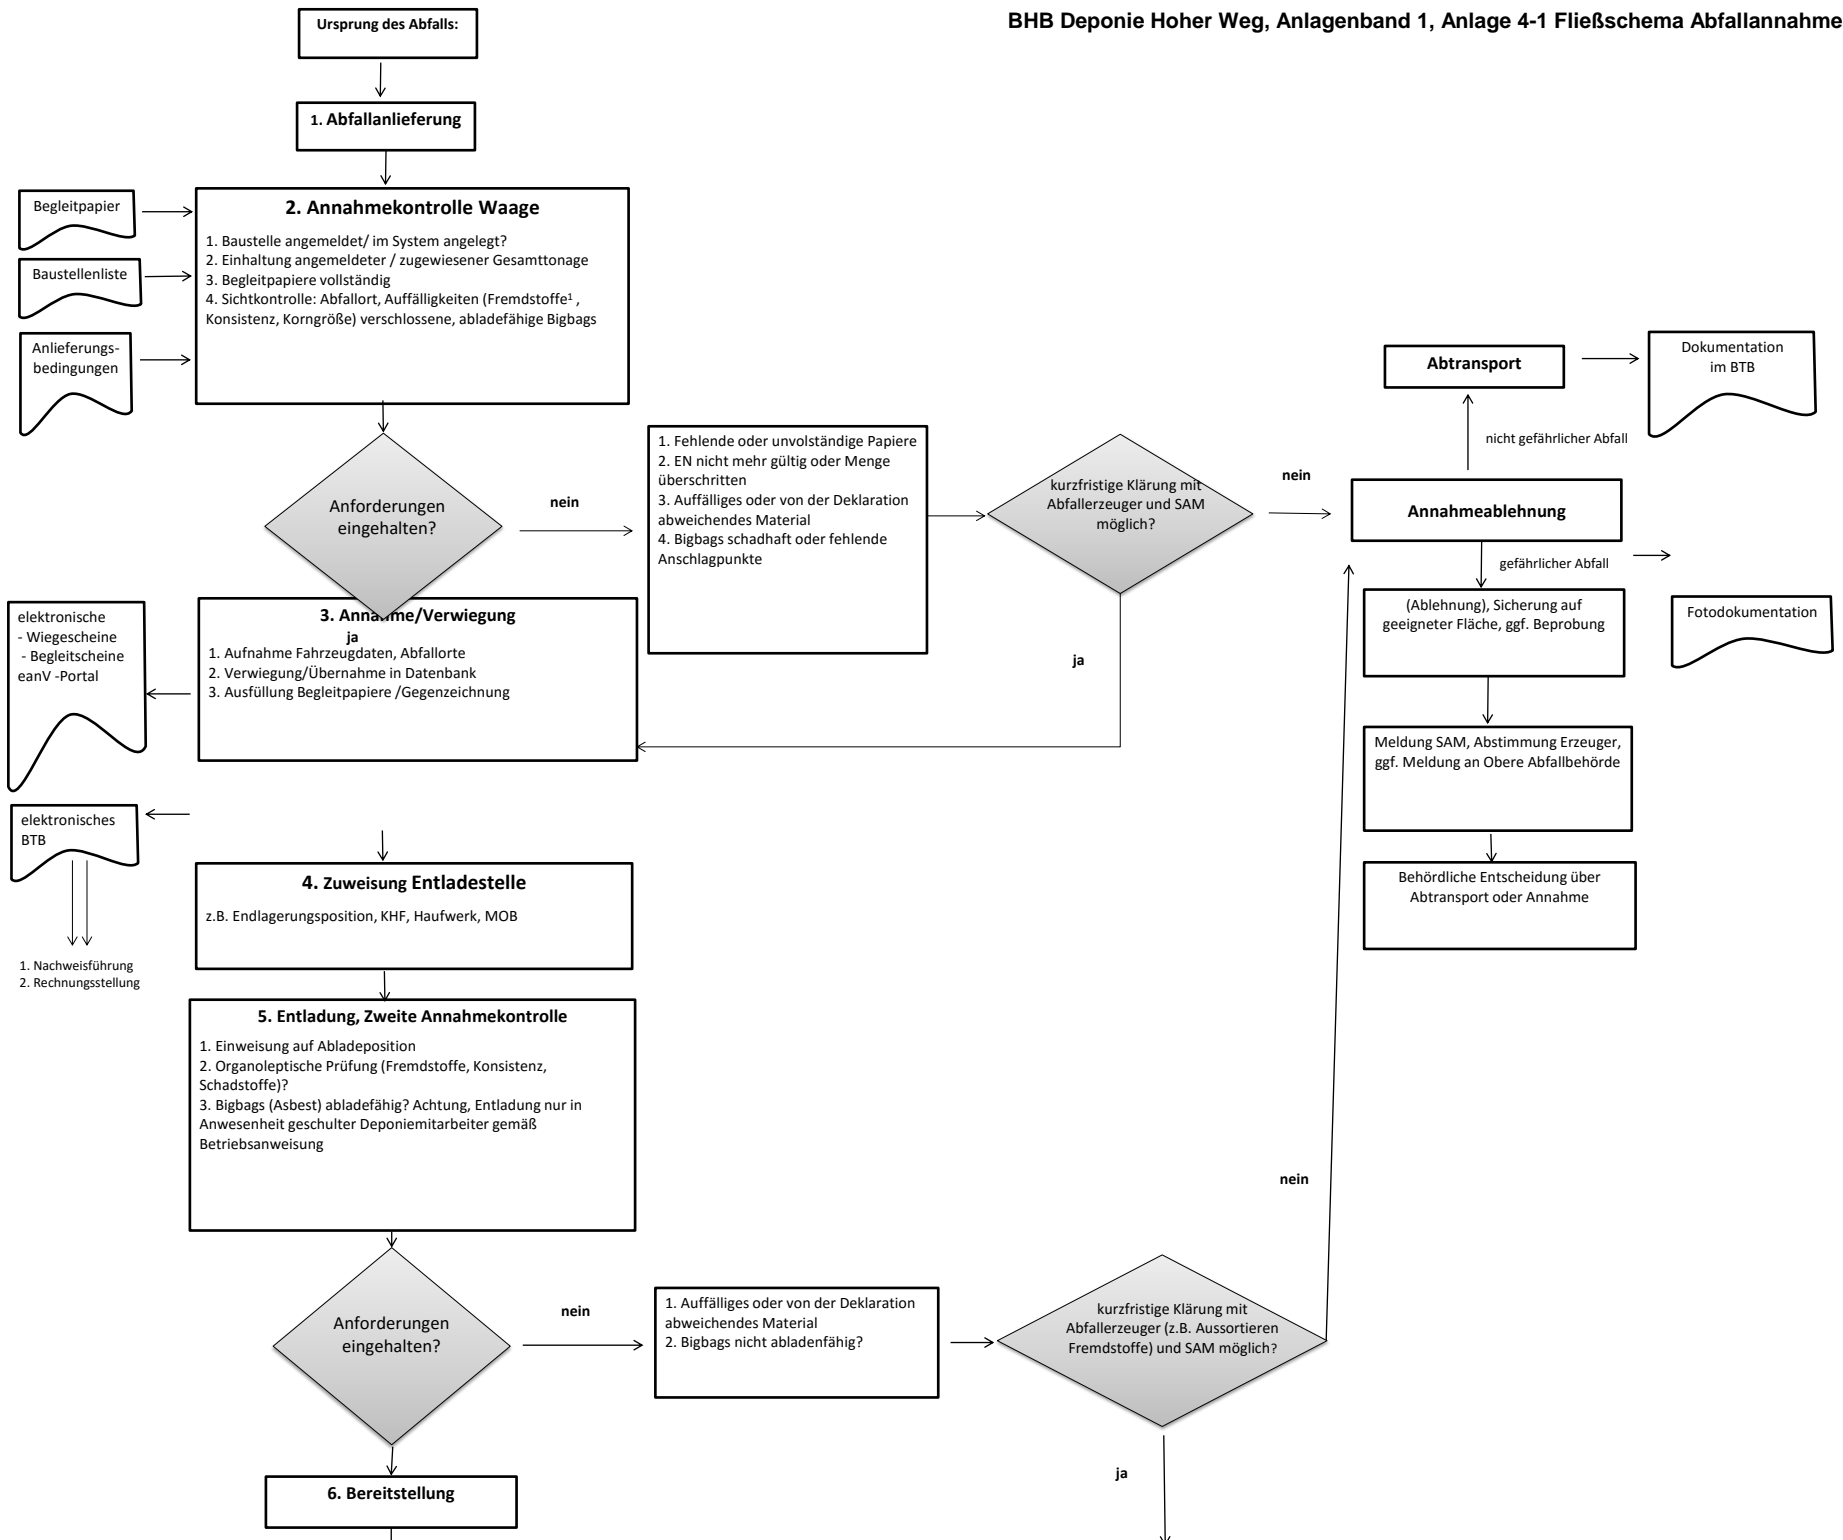 BHB Deponie Hoher Weg, Anlagenband 1, Anlage 4-1 Fließschema Abfallannahme
Ursprung des Abfalls:
1. Abfallanlieferung
Begleitpapier
Baustellenliste
Anlieferungs-
bedingungen
2. Annahmekontrolle Waage
1. Baustelle angemeldet/ im System angelegt?
2. Einhaltung angemeldeter / zugewiesener Gesamttonage
3. Begleitpapiere vollständig
4. Sichtkontrolle: Abfallort, Auffälligkeiten (Fremdstoffe¹ ,
Konsistenz, Korngröße) verschlossene, abladefähige Bigbags
Anforderungen
eingehalten?
nein
1. Fehlende oder unvolständige Papiere
2. EN nicht mehr gültig oder Menge
überschritten
3. Auffälliges oder von der Deklaration
abweichendes Material
4. Bigbags schadhaft oder fehlende
Anschlagpunkte
kurzfristige Klärung mit
Abfallerzeuger und SAM
möglich?
nein
ja
Abtransport
Dokumentation
im BTB
nicht gefährlicher Abfall
Annahmeablehnung
gefährlicher Abfall
(Ablehnung), Sicherung auf
geeigneter Fläche, ggf. Beprobung
Fotodokumentation
Meldung SAM, Abstimmung Erzeuger,
ggf. Meldung an Obere Abfallbehörde
Behördliche Entscheidung über
Abtransport oder Annahme
3. Annahme/Verwiegung
ja
1. Aufnahme Fahrzeugdaten, Abfallorte
2. Verwiegung/Übernahme in Datenbank
3. Ausfüllung Begleitpapiere /Gegenzeichnung
elektronische
- Wiegescheine
- Begleitscheine
eanV -Portal
elektronisches
BTB
1. Nachweisführung
2. Rechnungsstellung
4. Zuweisung Entladestelle
z.B. Endlagerungsposition, KHF, Haufwerk, MOB
5. Entladung, Zweite Annahmekontrolle
1. Einweisung auf Abladeposition
2. Organoleptische Prüfung (Fremdstoffe, Konsistenz,
Schadstoffe)?
3. Bigbags (Asbest) abladefähig? Achtung, Entladung nur in
Anwesenheit geschulter Deponiemitarbeiter gemäß
Betriebsanweisung
Anforderungen
eingehalten?
nein
1. Auffälliges oder von der Deklaration
abweichendes Material
2. Bigbags nicht abladenfähig?
kurzfristige Klärung mit
Abfallerzeuger (z.B. Aussortieren
Fremdstoffe) und SAM möglich?
nein
ja
6. Bereitstellung